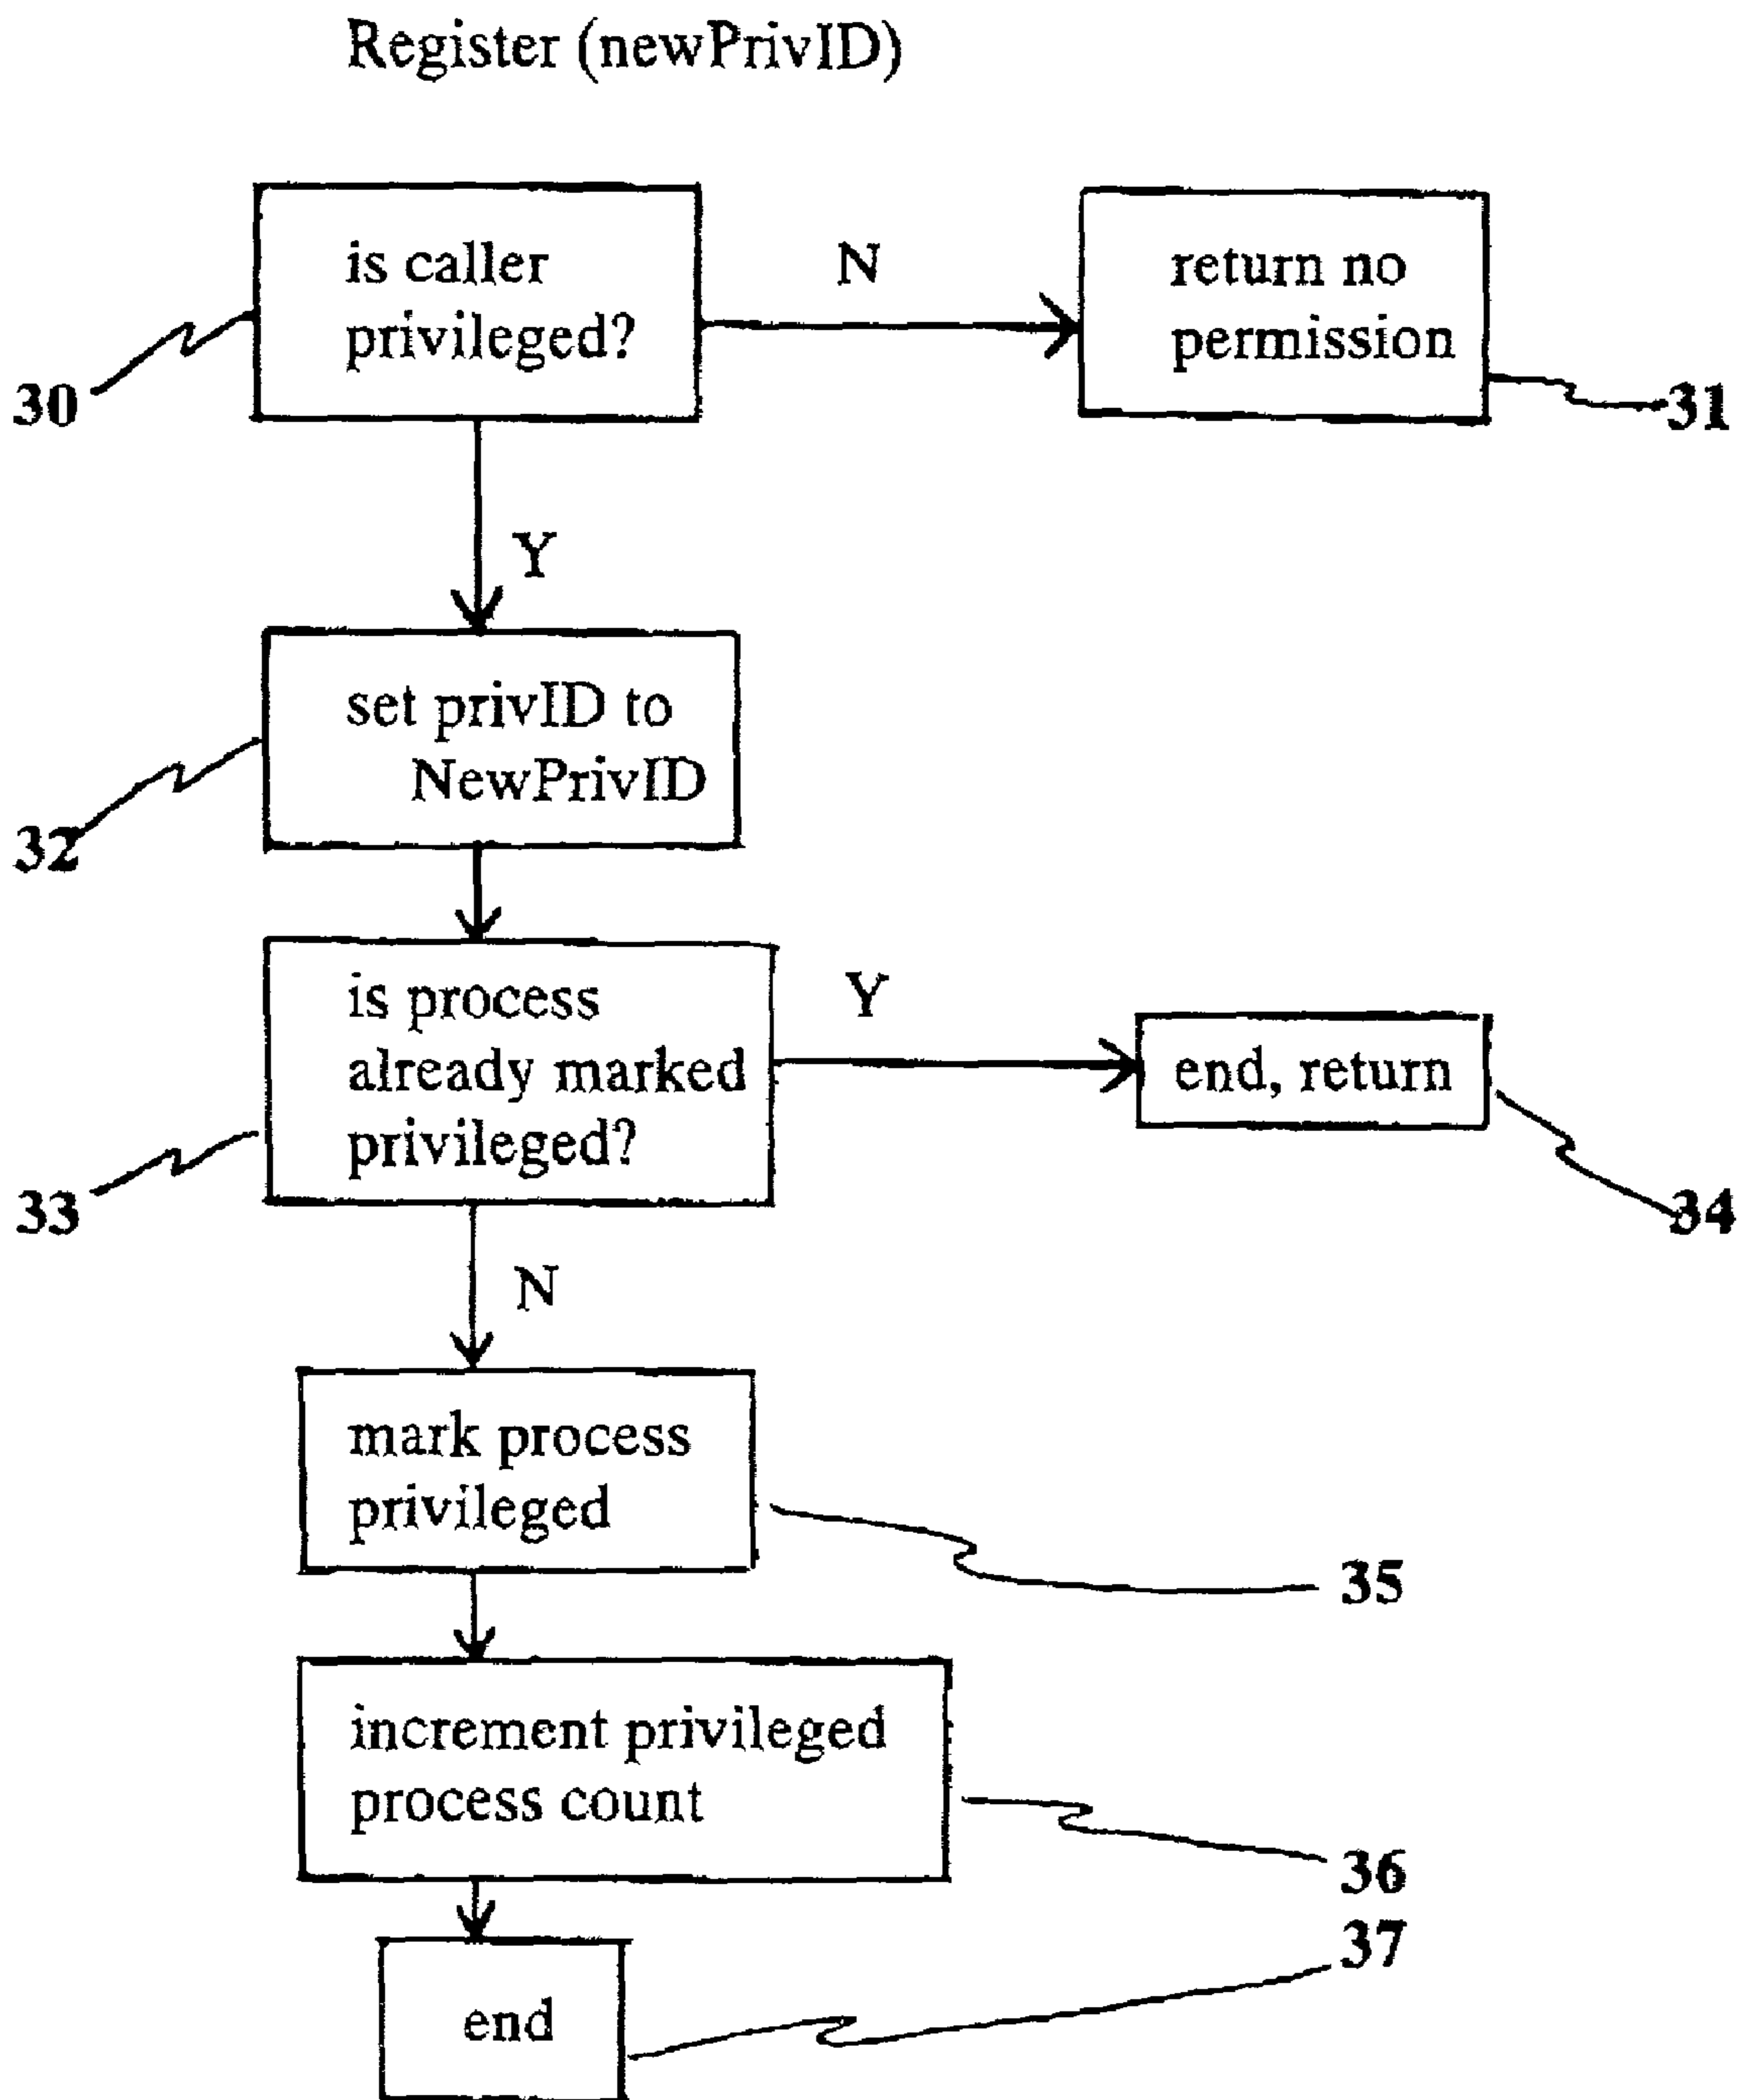 Register (newPrivID)
is caller
privileged?
N
return no
permission
30
31
Y
set privID to
NewPrivID
32
is process
already marked
privileged?
Y
end, return
33
34
N
mark process
privileged
35
increment privileged
process count
36
37
end